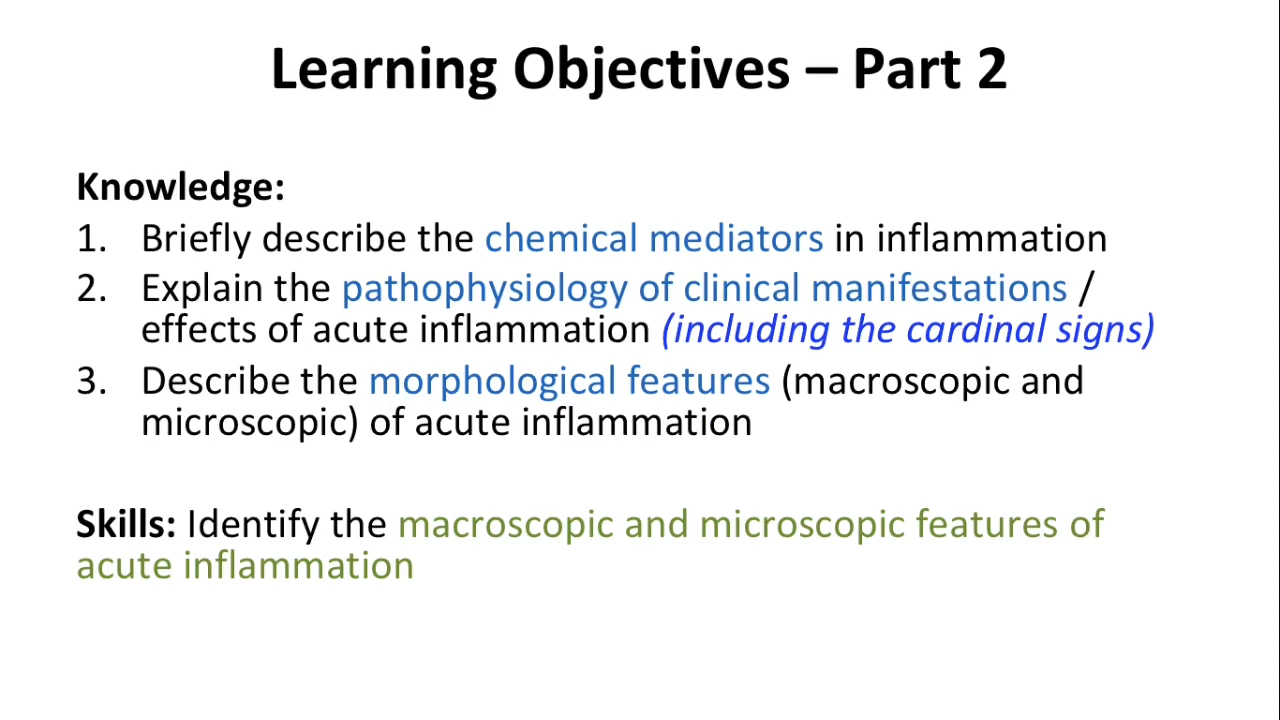 Learning Objectives – Part 2
Knowledge:
1. Briefly describe the chemical mediators in inflammation
2. Explain the pathophysiology of clinical manifestations /
effects of acute inflammation (including the cardinal signs)
3. Describe the morphological features (macroscopic and
microscopic) of acute inflammation
Skills: Identify the macroscopic and microscopic features of
acute inflammation